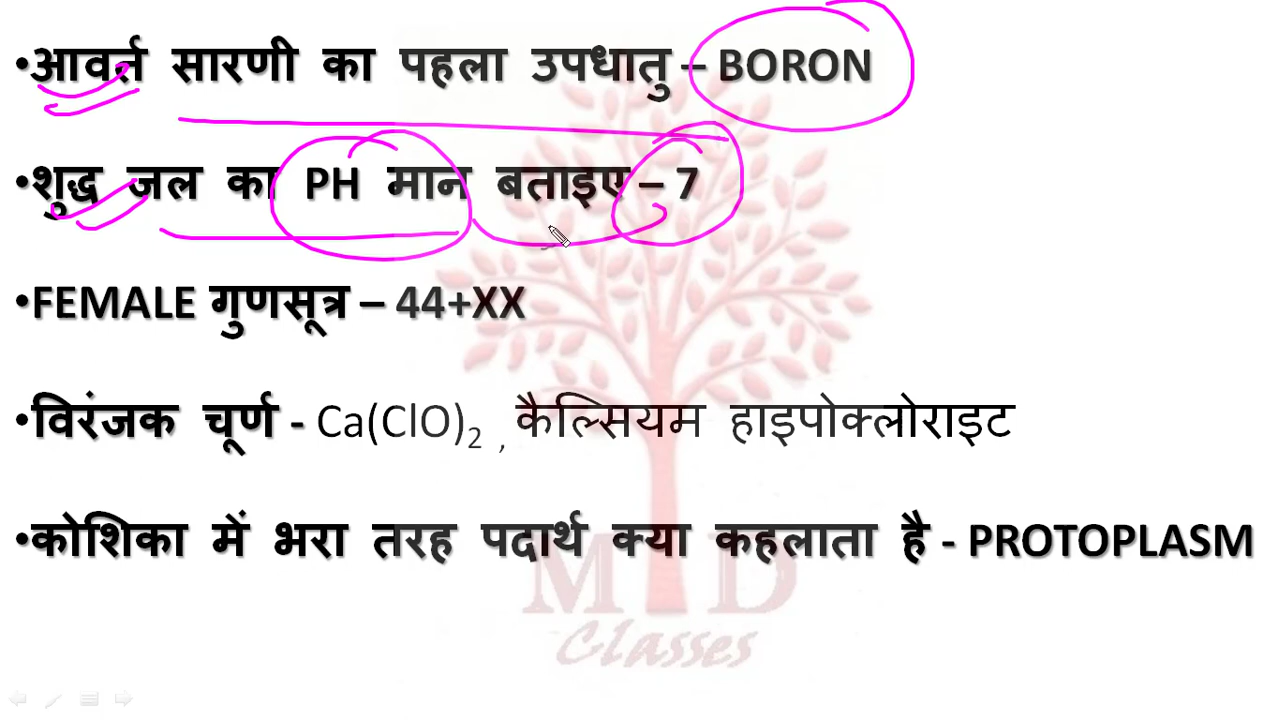 •आवर्त सारणी का पहला उपधातु – BORON
•शुद्ध जल का PH मान बताइए – 7
•FEMALE गुणसूत्र – 44+XX
•विरंजक चूर्ण - Ca(ClO)₂ , कैल्सियम हाइपोक्लोराइट
•कोशिका में भरा तरह पदार्थ क्या कहलाता है - PROTOPLASM
M D
Classes